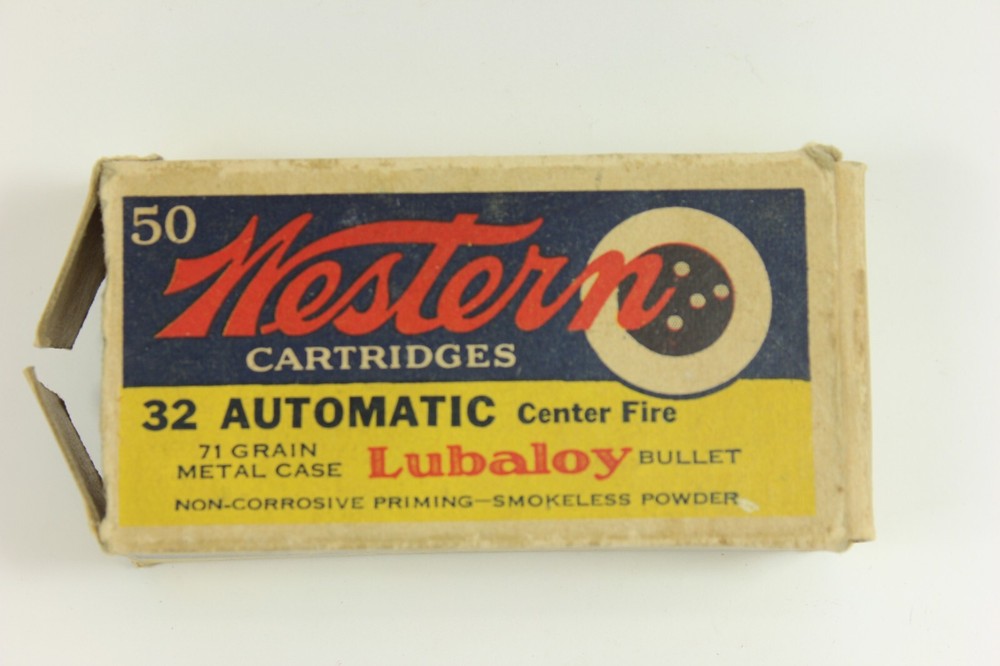 50
Western
CARTRIDGES
32 AUTOMATIC Center Fire
71 GRAIN
METAL CASE Lubaloy BULLET
NON-CORROSIVE PRIMING—SMOKELESS POWDER